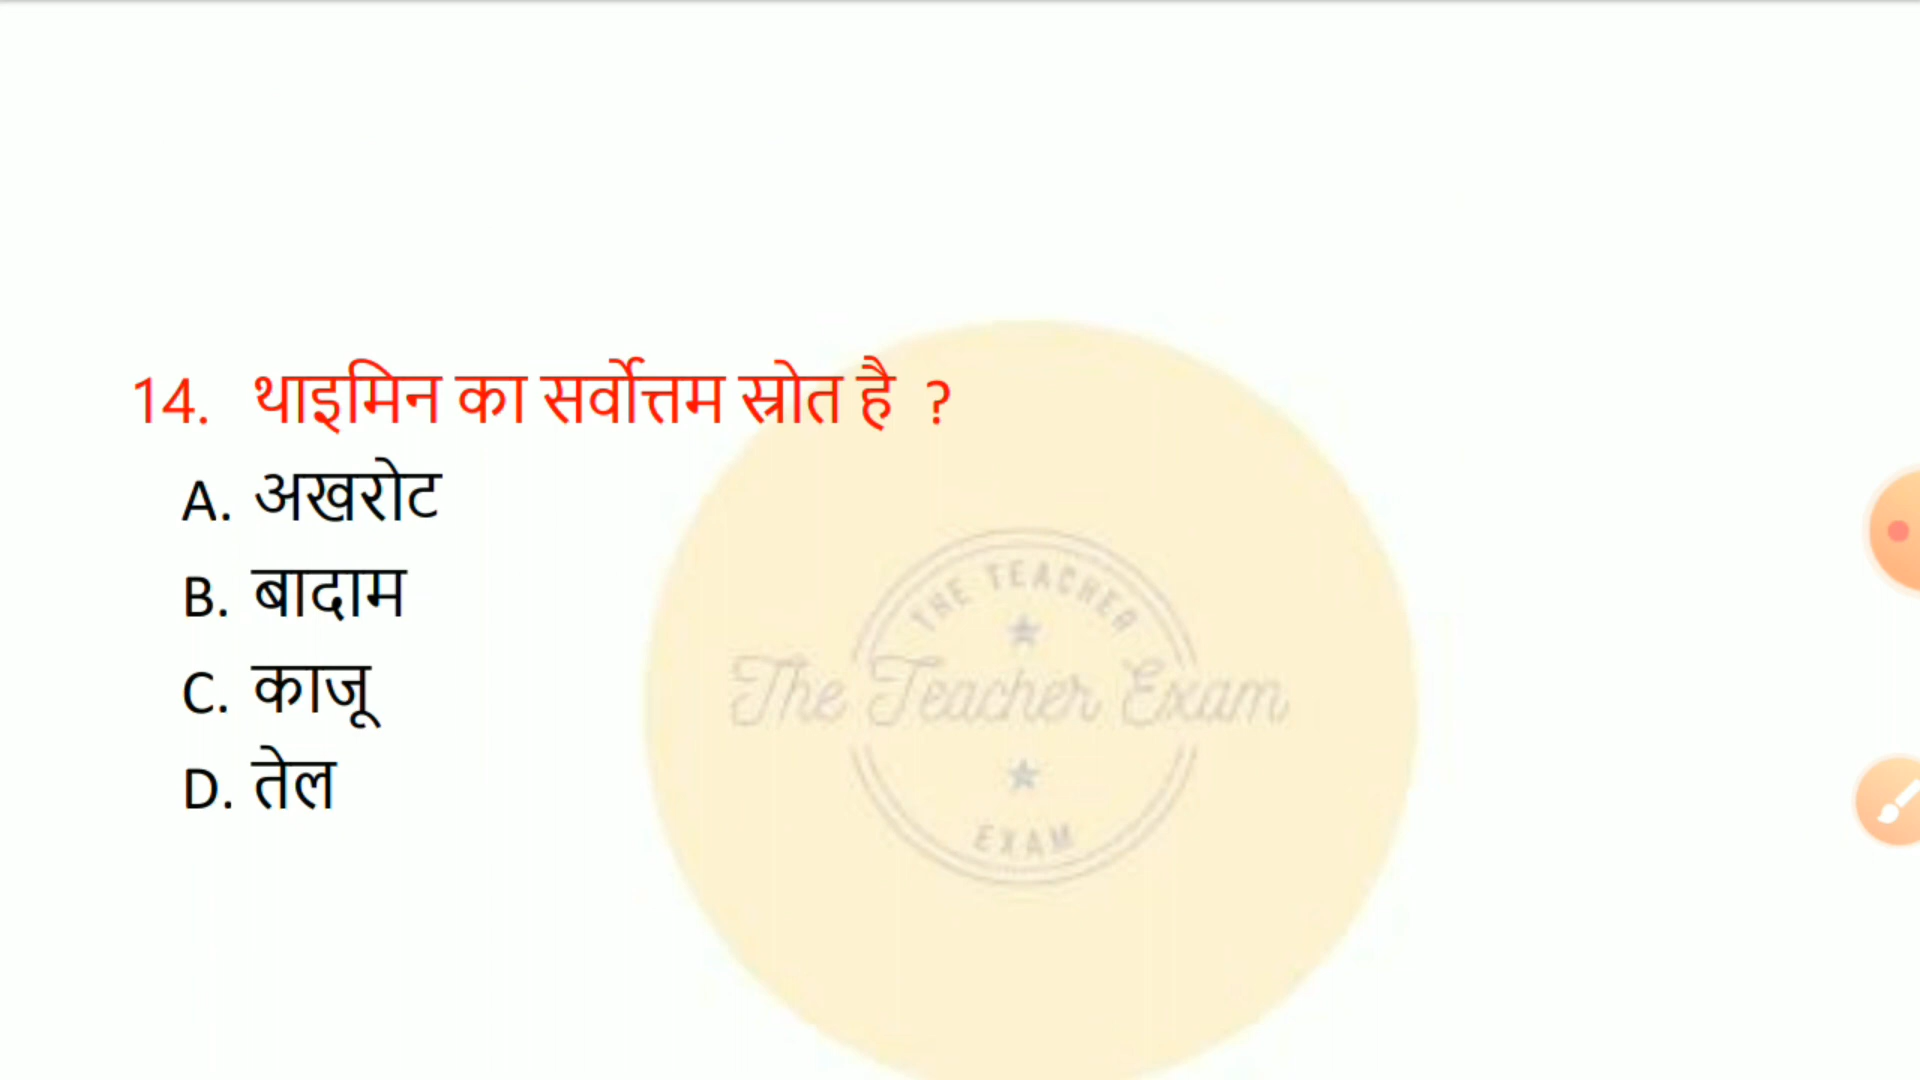 14. थाइमिन का सर्वोत्तम स्रोत है ?
A. अखरोट
B. बादाम
C. काजू
D. तेल
THE TEACHER
The Teacher Exam
EXAM